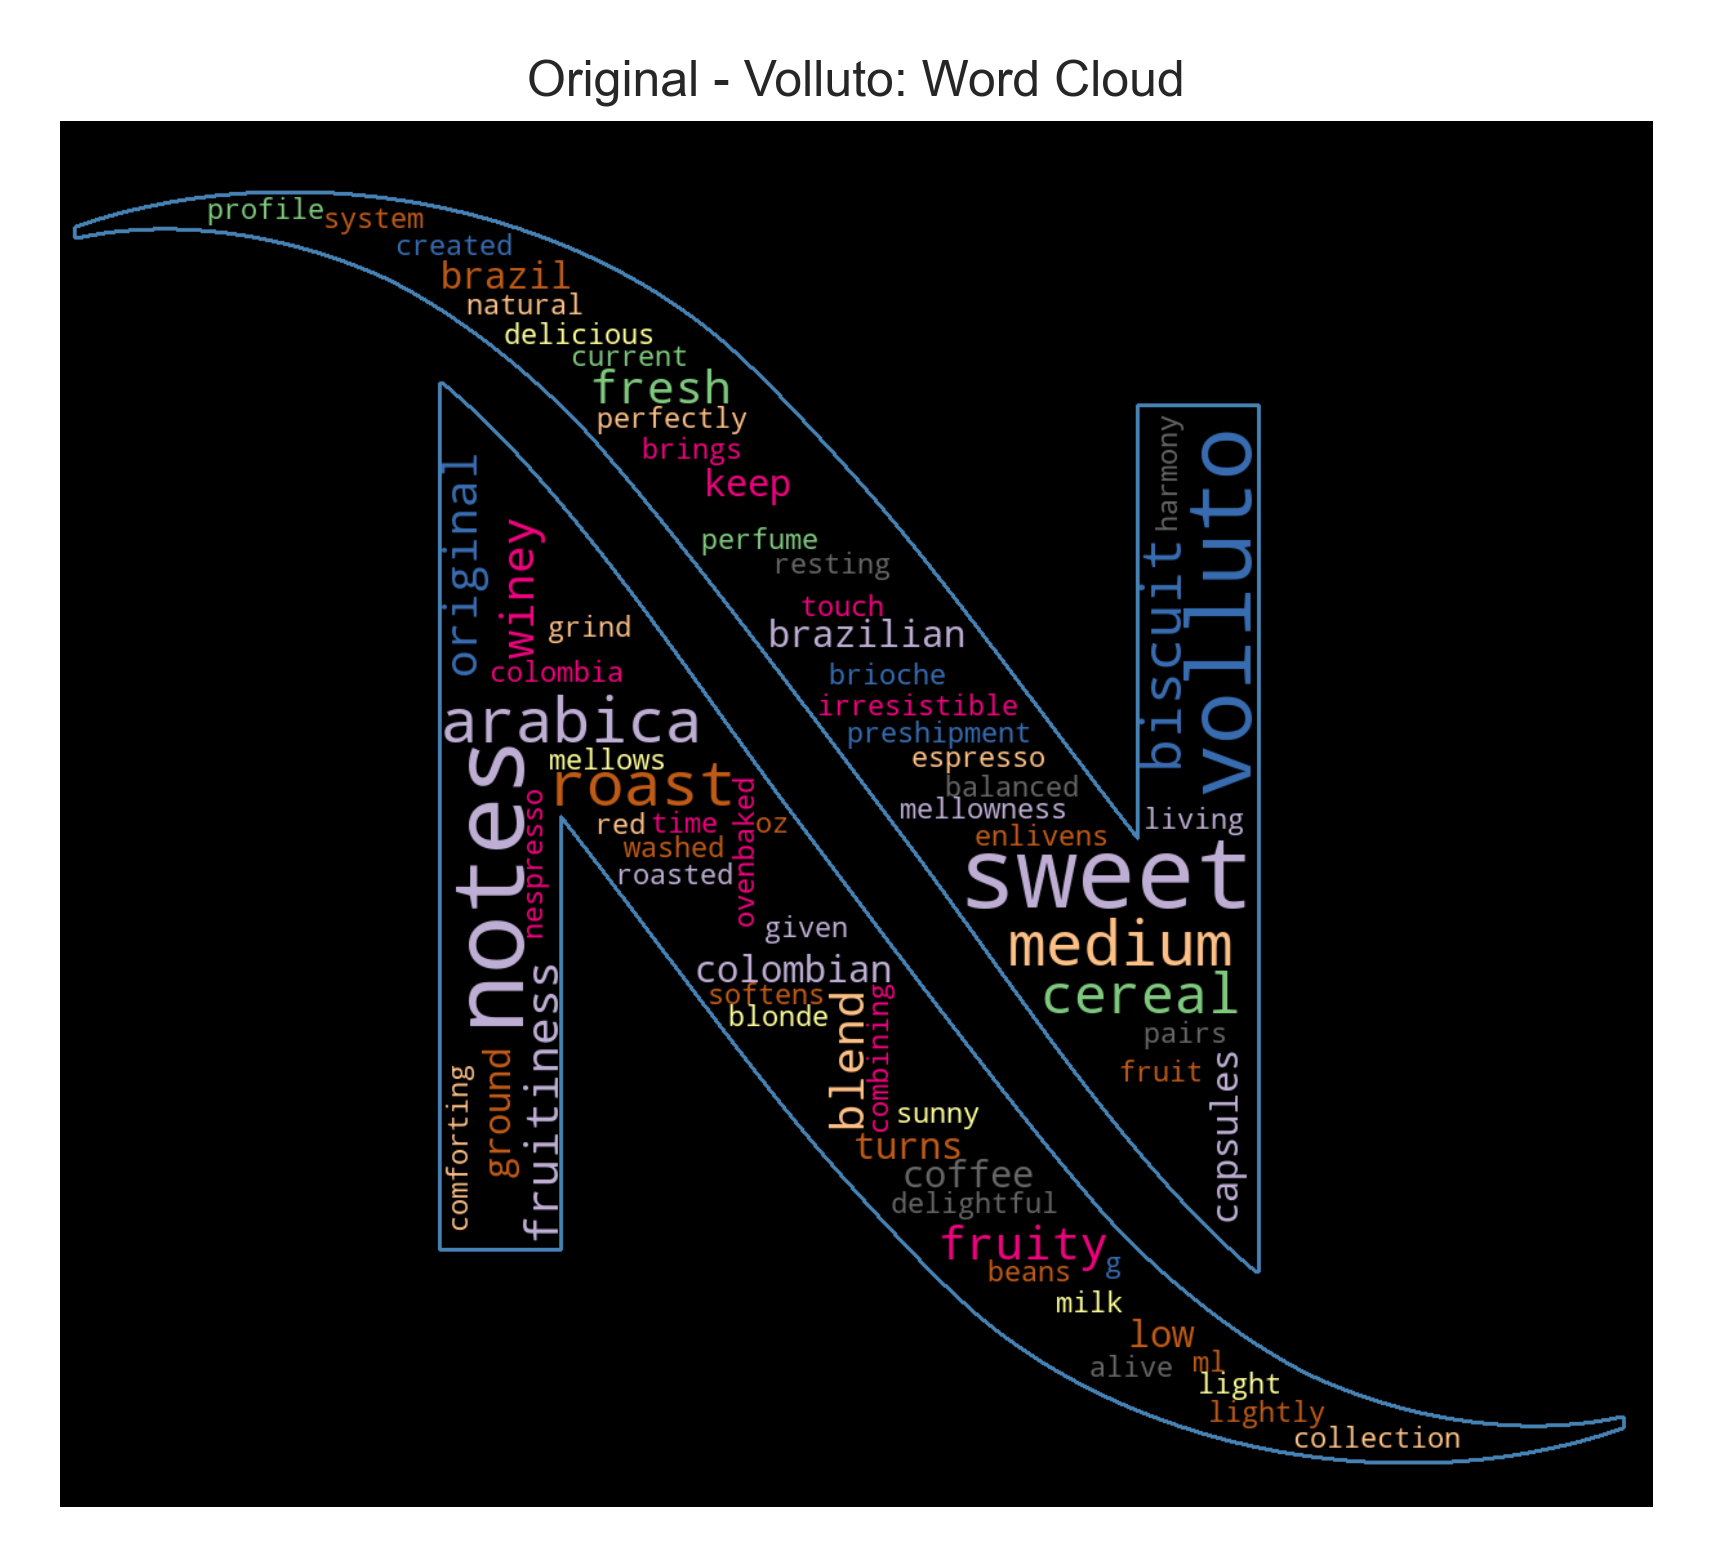 Original - Volluto: Word Cloud
profile
system
created
brazil
natural
delicious
current
fresh
perfectly
brings
keep
perfume
resting
touch
brazilian
brioche
irresistible
preshipment
espresso
balanced
mellowness
enlivens
harmony
volluto
biscuit
living
sweet
medium
cereal
pairs
fruit
capsules
original
winey
grind
colombia
arabica
mellows
roast
notes
nespresso
red
time
oz
washed
roasted
ovenbaked
given
colombian
softens
blonde
blend
combining
fruitiness
ground
comforting
sunny
turns
coffee
delightful
fruity
beans
g
milk
low
alive
ml
light
lightly
collection